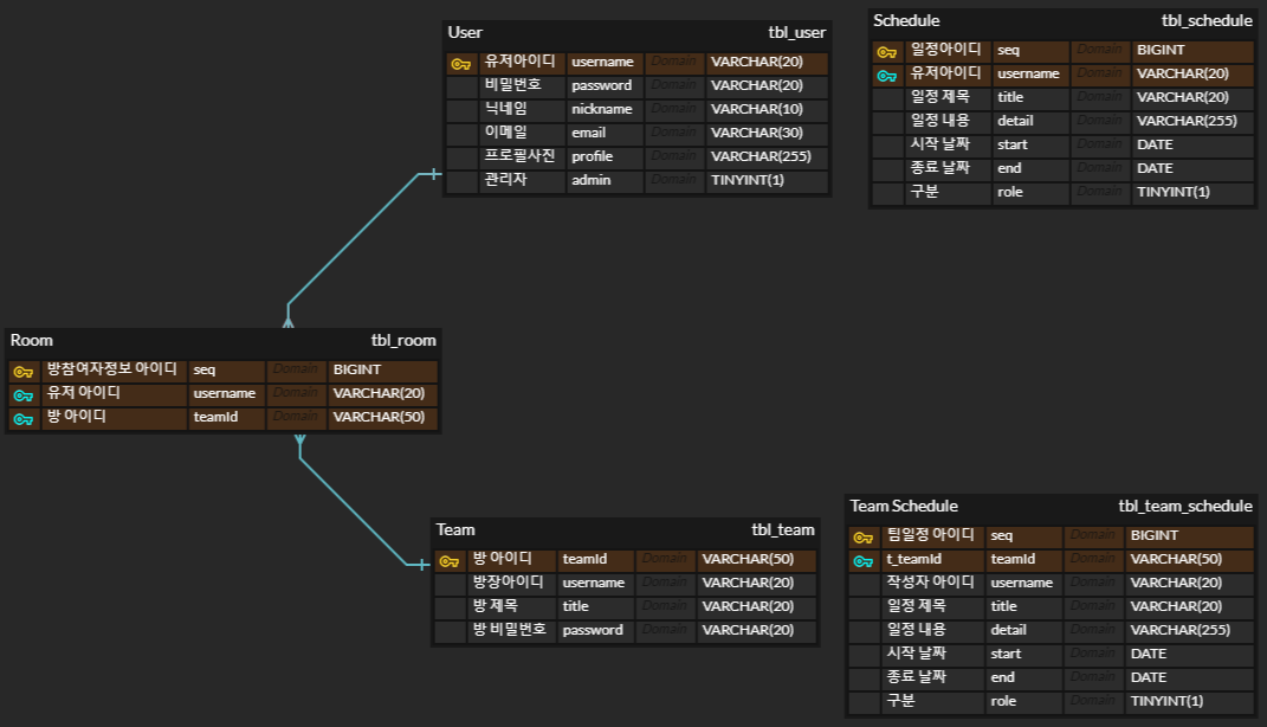 User tbl_user
유저아이디 username Domain VARCHAR(20)
비밀번호 password Domain VARCHAR(20)
닉네임 nickname Domain VARCHAR(10)
이메일 email Domain VARCHAR(30)
프로필사진 profile Domain VARCHAR(255)
관리자 admin Domain TINYINT(1)
Schedule tbl_schedule
일정아이디 seq Domain BIGINT
유저아이디 username Domain VARCHAR(20)
일정 제목 title Domain VARCHAR(20)
일정 내용 detail Domain VARCHAR(255)
시작 날짜 start Domain DATE
종료 날짜 end Domain DATE
구분 role Domain TINYINT(1)
Room tbl_room
방참여자정보 아이디 seq Domain BIGINT
유저 아이디 username Domain VARCHAR(20)
방 아이디 teamId Domain VARCHAR(50)
Team tbl_team
방 아이디 teamId Domain VARCHAR(50)
방장아이디 username Domain VARCHAR(20)
방 제목 title Domain VARCHAR(20)
방 비밀번호 password Domain VARCHAR(20)
Team Schedule tbl_team_schedule
팀일정 아이디 seq Domain BIGINT
t_teamId teamId Domain VARCHAR(50)
작성자 아이디 username Domain VARCHAR(20)
일정 제목 title Domain VARCHAR(20)
일정 내용 detail Domain VARCHAR(255)
시작 날짜 start Domain DATE
종료 날짜 end Domain DATE
구분 role Domain TINYINT(1)